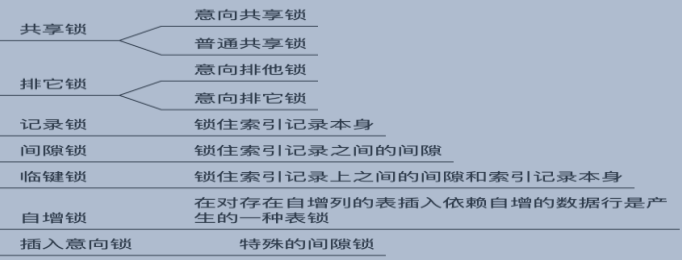 意向共享锁
共享锁
普通共享锁
意向排他锁
排它锁
意向排它锁
记录锁 锁住索引记录本身
间隙锁 锁住索引记录之间的间隙
临键锁 锁住索引记录上之间的间隙和索引记录本身
在对存在自增列的表插入依赖自增的数据行是产
自增锁 生的一种表锁
插入意向锁 特殊的间隙锁